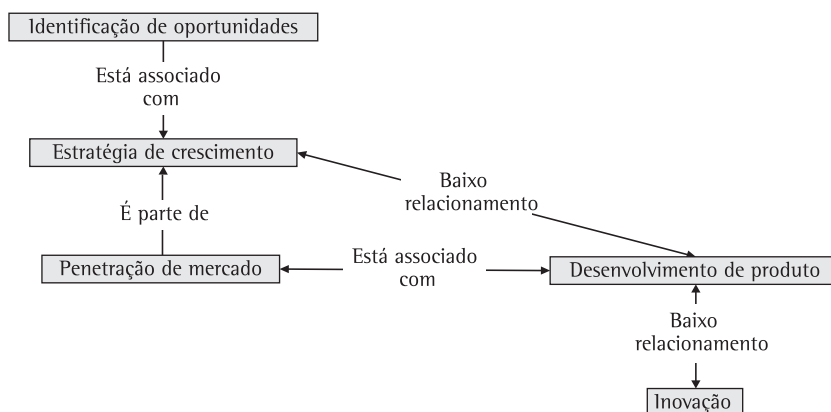 Identificação de oportunidades
Está associado
com
Estratégia de crescimento
Baixo
relacionamento
É parte de
Está associado
com
Penetração de mercado
Desenvolvimento de produto
Baixo
relacionamento
Inovação